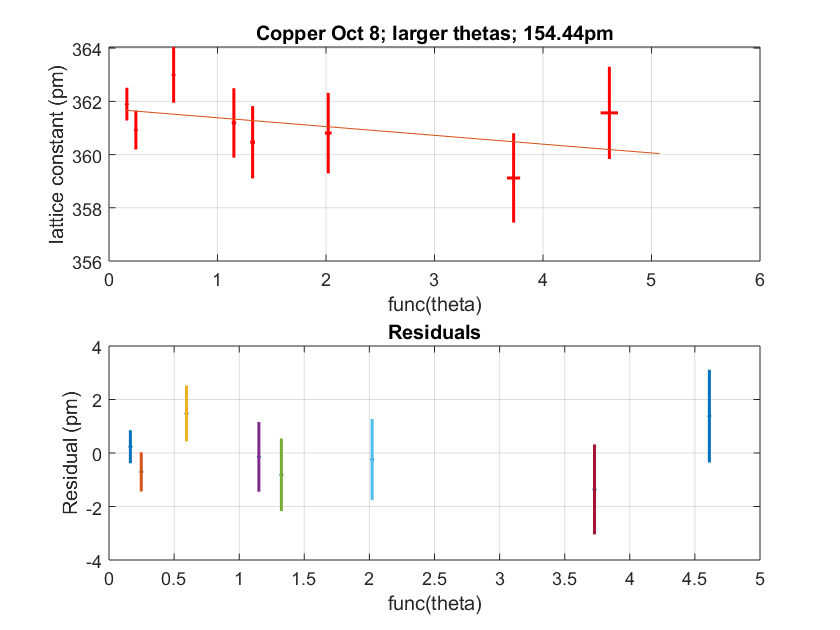 Copper Oct 8; larger thetas; 154.44pm
364
362
360
358
356
lattice constant (pm)
0 1 2 3 4 5 6
func(theta)
Residuals
4
2
0
-2
-4
Residual (pm)
0 0.5 1 1.5 2 2.5 3 3.5 4 4.5 5
func(theta)